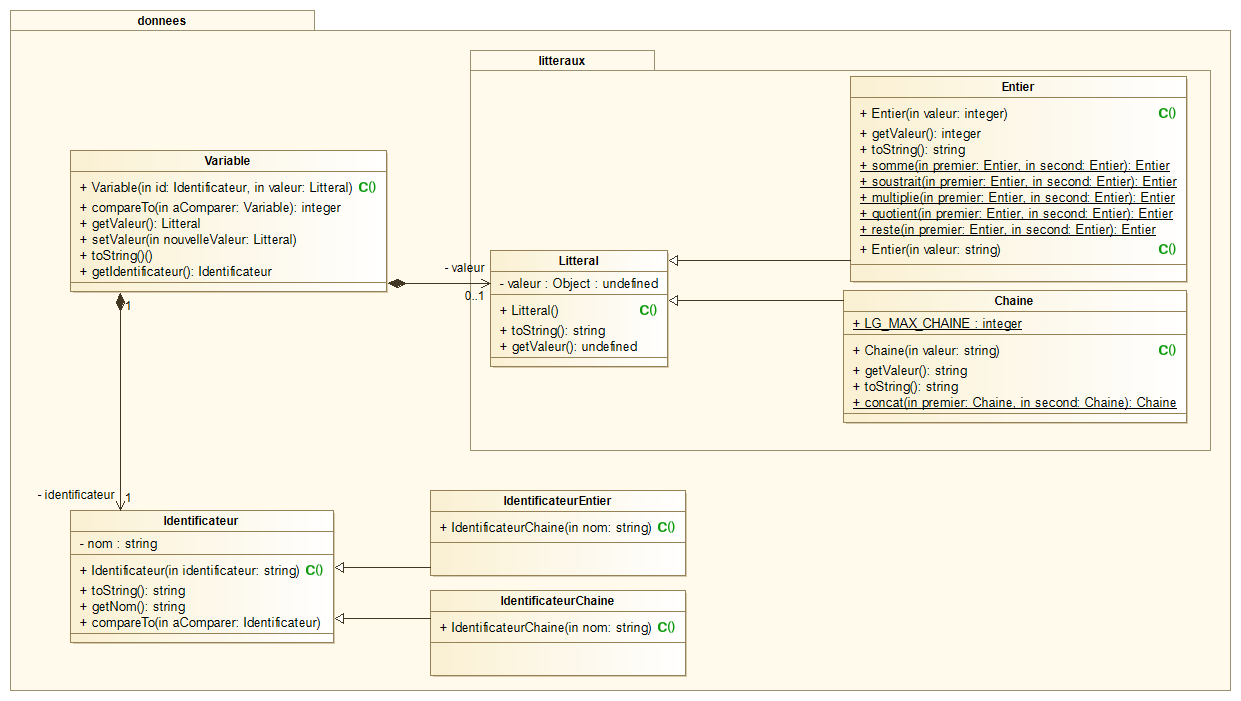 donnees
litteraux
Entier
+ Entier(in valeur: integer) C()
+ getValeur(): integer
+ toString(): string
+ somme(in premier: Entier, in second: Entier): Entier
+ soustrait(in premier: Entier, in second: Entier): Entier
+ multiplie(in premier: Entier, in second: Entier): Entier
+ quotient(in premier: Entier, in second: Entier): Entier
+ reste(in premier: Entier, in second: Entier): Entier
+ Entier(in valeur: string) C()
Variable
+ Variable(in id: Identificateur, in valeur: Litteral) C()
+ compareTo(in aComparer: Variable): integer
+ getValeur(): Litteral
+ setValeur(in nouvelleValeur: Litteral)
+ toString()()
+ getIdentificateur(): Identificateur
- valeur
0..1
1
Litteral
- valeur : Object : undefined
+ Litteral() C()
+ toString(): string
+ getValeur(): undefined
Chaine
+ LG_MAX_CHAINE : integer
+ Chaine(in valeur: string) C()
+ getValeur(): string
+ toString(): string
+ concat(in premier: Chaine, in second: Chaine): Chaine
- identificateur
1
Identificateur
- nom : string
+ Identificateur(in identificateur: string) C()
+ toString(): string
+ getNom(): string
+ compareTo(in aComparer: Identificateur)
IdentificateurEntier
+ IdentificateurChaine(in nom: string) C()
IdentificateurChaine
+ IdentificateurChaine(in nom: string) C()